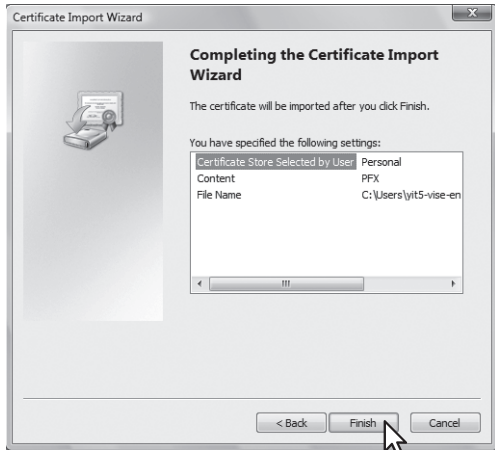 Certificate Import Wizard
Completing the Certificate Import
Wizard
The certificate will be imported after you click Finish.
You have specified the following settings:
Certificate Store Selected by User Personal
Content PFX
File Name C:\Users\yit5-vise-en
< Back Finish Cancel